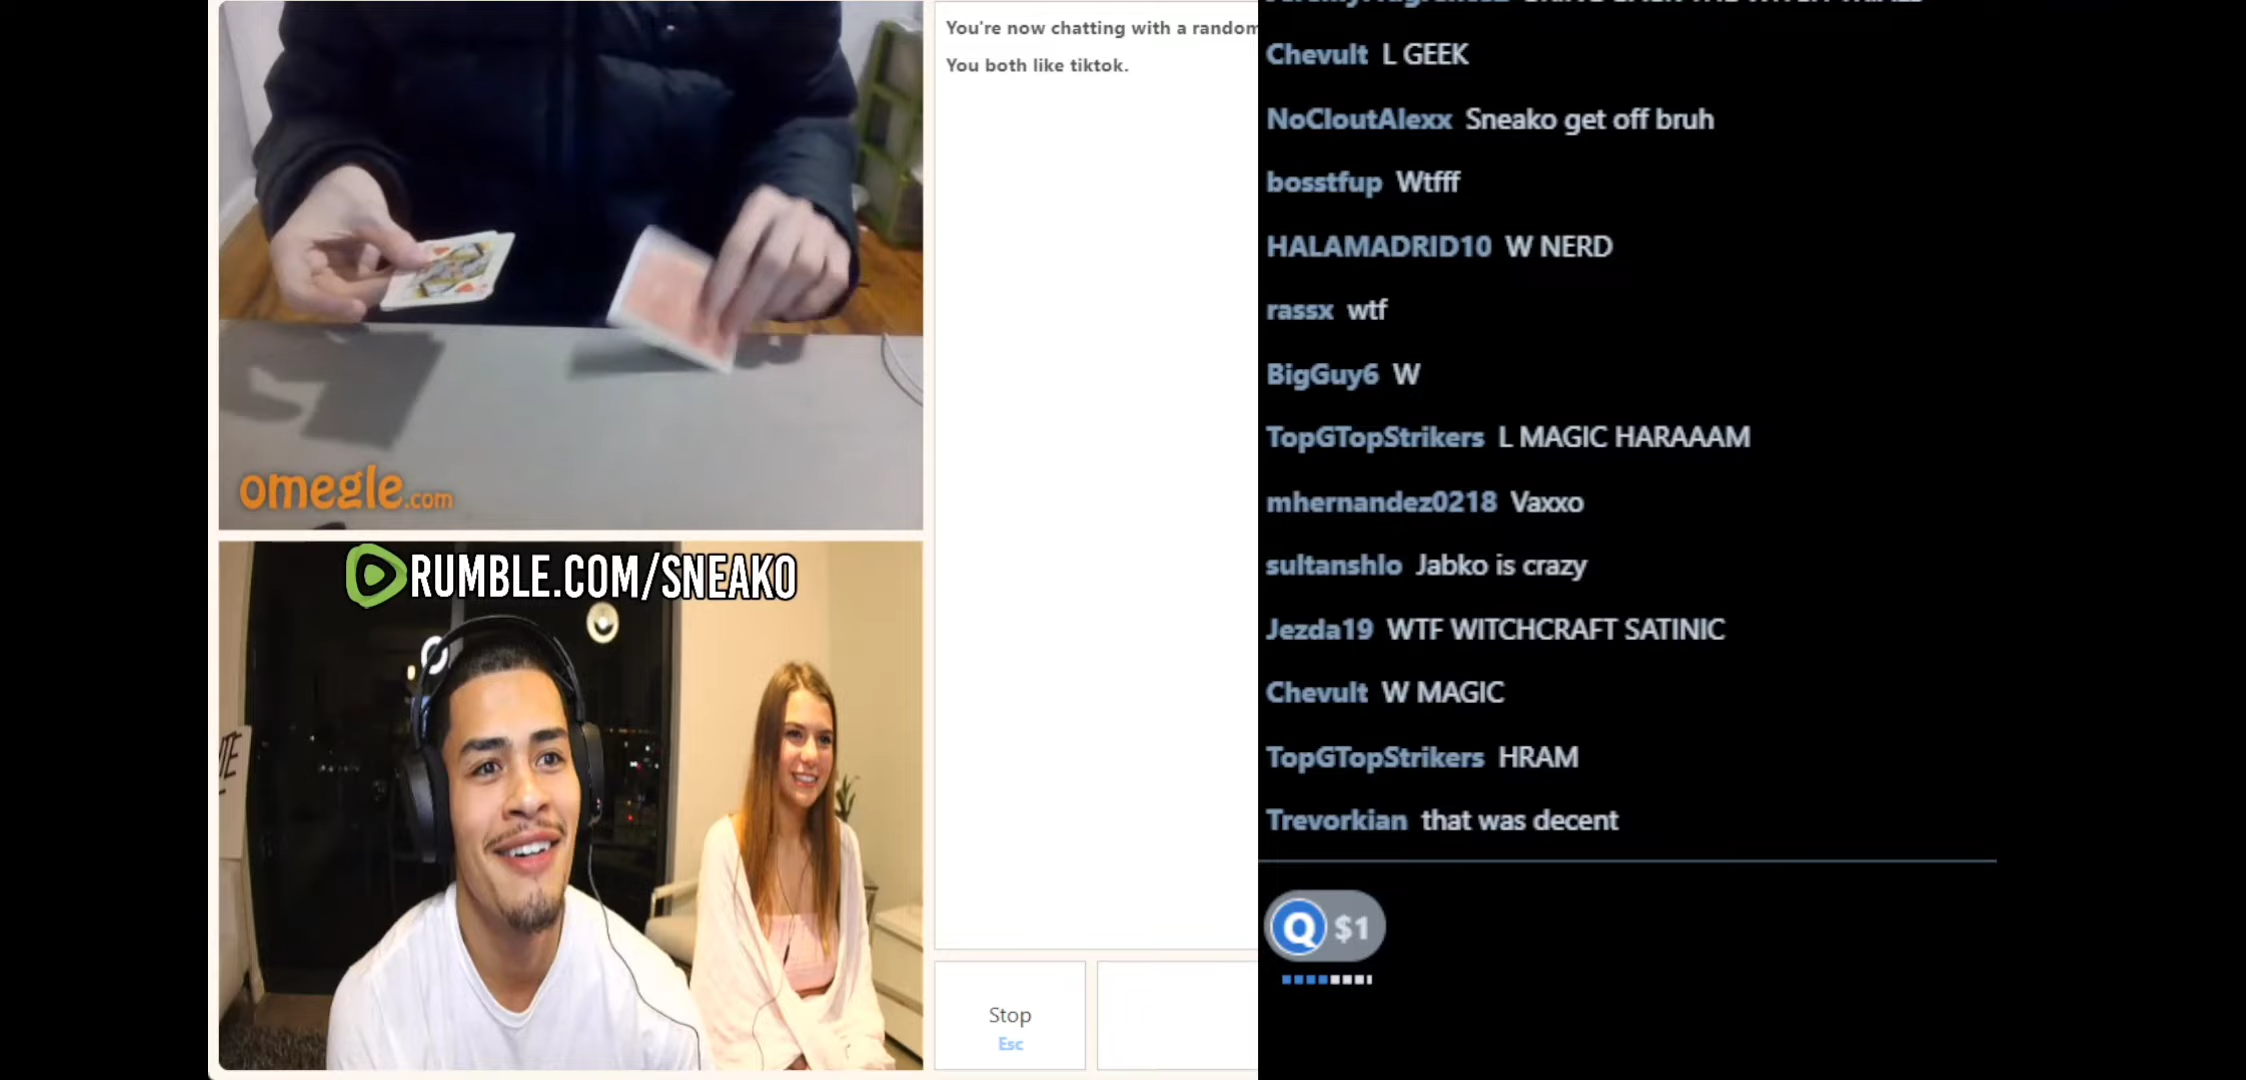 You're now chatting with a random
You both like tiktok.
omegle.com
RUMBLE.COM/SNEAKO
Stop
Esc
Chevult L GEEK
NoCloutAlexx Sneako get off bruh
bosstfup Wtfff
HALAMADRID10 W NERD
rassx wtf
BigGuy6 W
TopGTopStrikers L MAGIC HARAAAM
mhernandez0218 Vaxxo
sultanshlo Jabko is crazy
Jezda19 WTF WITCHCRAFT SATINIC
Chevult W MAGIC
TopGTopStrikers HRAM
Trevorkian that was decent
Q $1